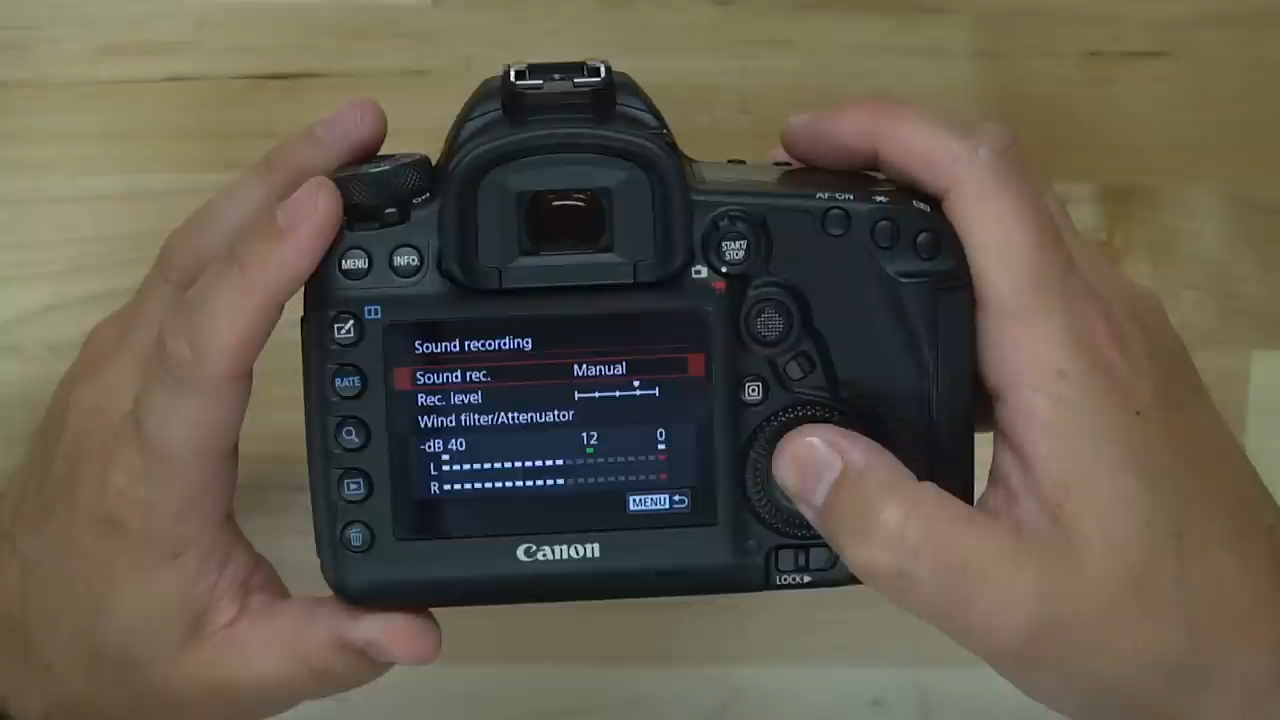 AF-ON
ON
START/
STOP
MENU
INFO.
Sound recording
Sound rec. Manual
Rec. level
RATE
Wind filter/Attenuator
Q
-dB 40 12 0
L
R
MENU
Canon
LOCK